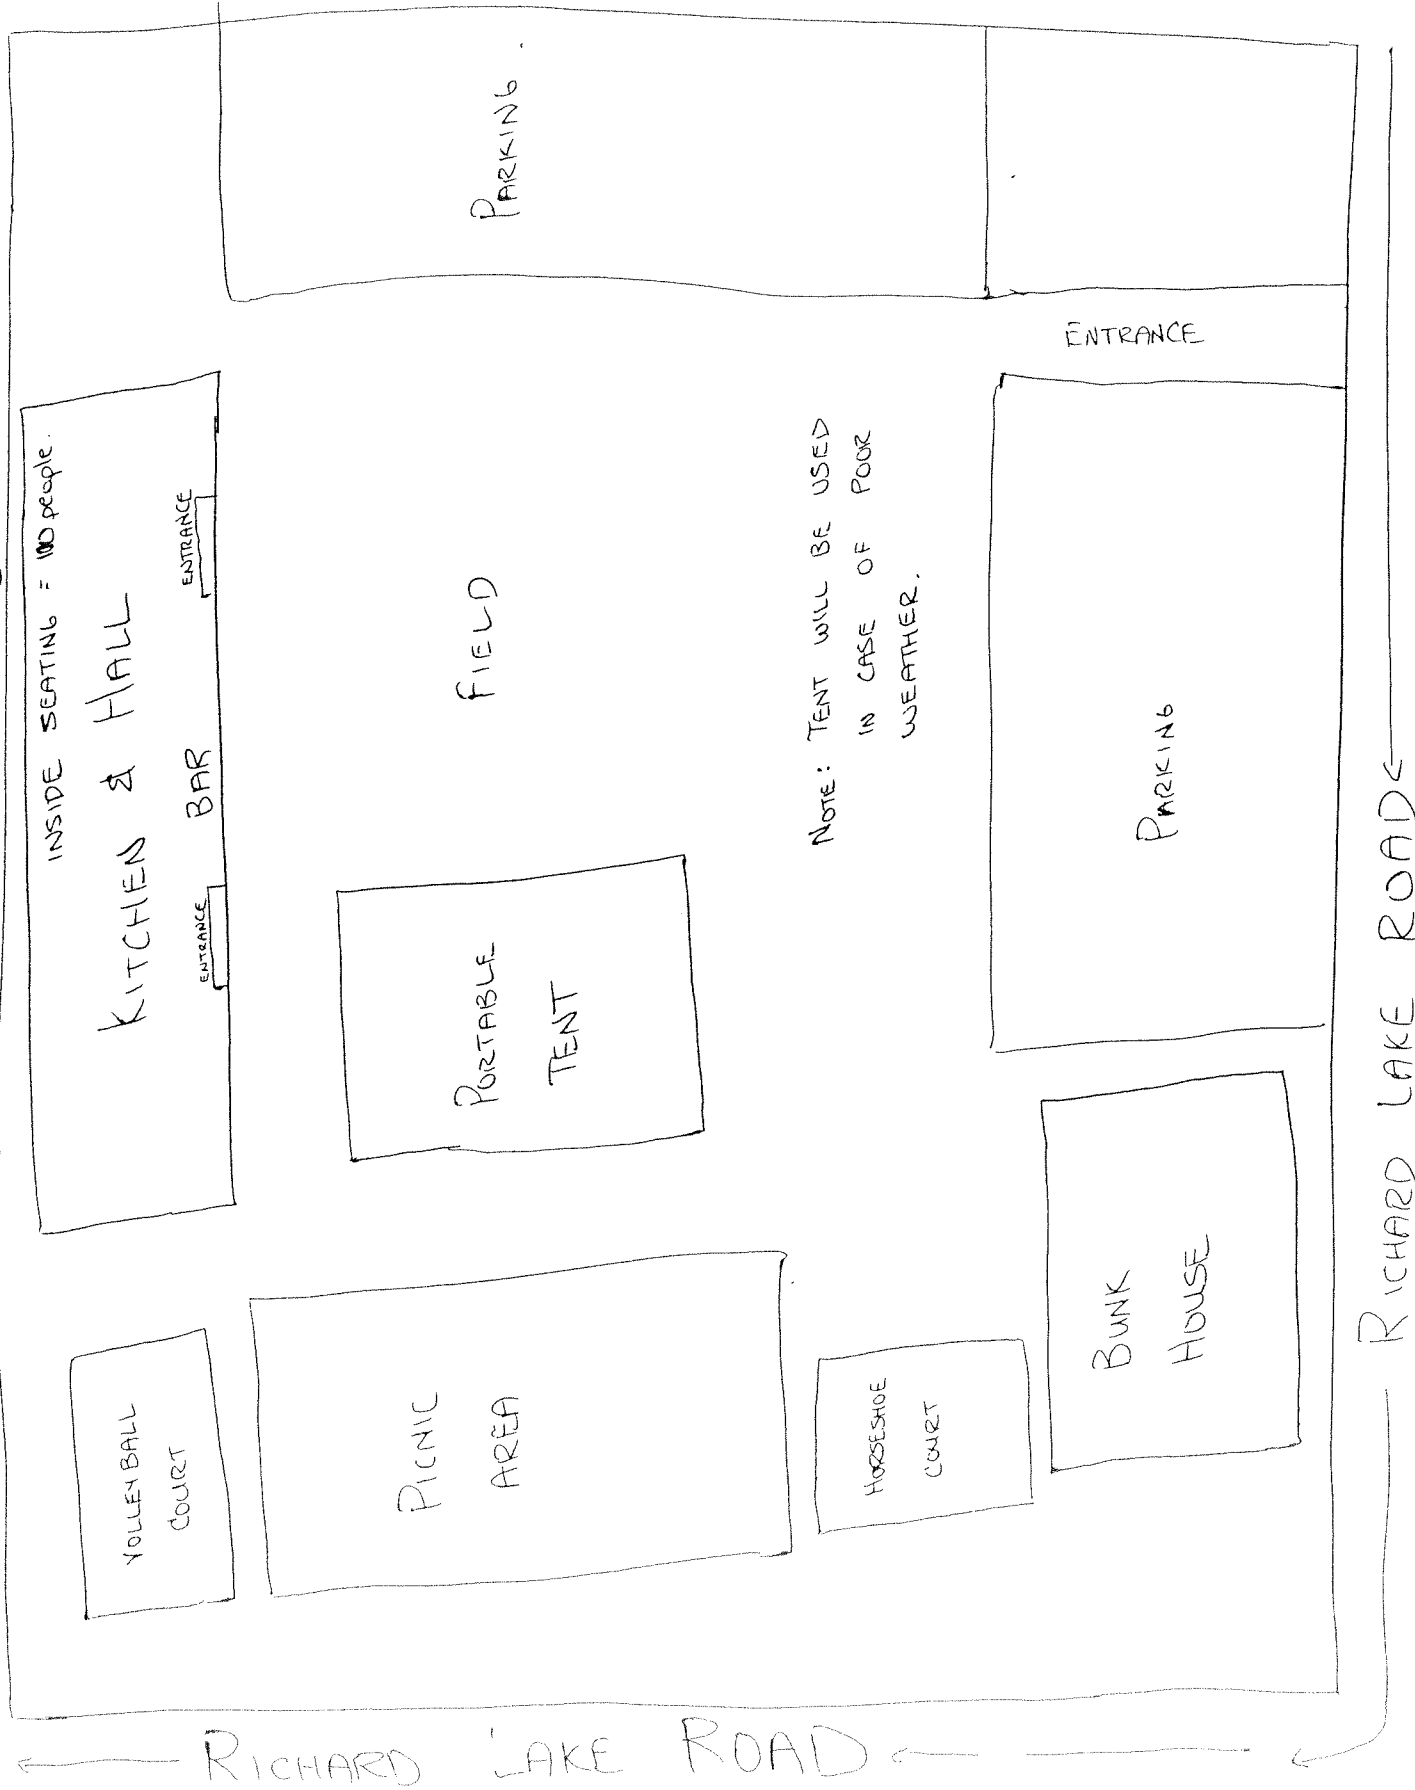 INSIDE SEATING = 100 people.
KITCHEN & HALL
BAR
ENTRANCE
ENTRANCE
PARKING
FIELD
PORTABLE
TENT
NOTE: TENT WILL BE USED
IN CASE OF POOR
WEATHER.
ENTRANCE
PARKING
VOLLEYBALL
COURT
PICNIC
AREA
HORSESHOE
COURT
BUNK
HOUSE
RICHARD LAKE ROAD
RICHARD LAKE ROAD